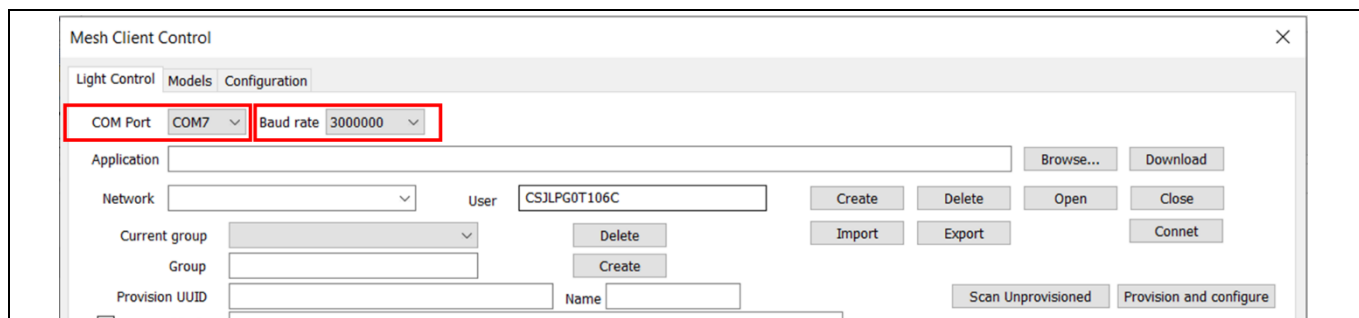 Mesh Client Control
Light Control Models Configuration
COM Port COM7 Baud rate 3000000
Application Browse... Download
Network User CSJLPG0T106C Create Delete Open Close
Current group Delete Import Export Connet
Group Create
Provision UUID Name Scan Unprovisioned Provision and configure